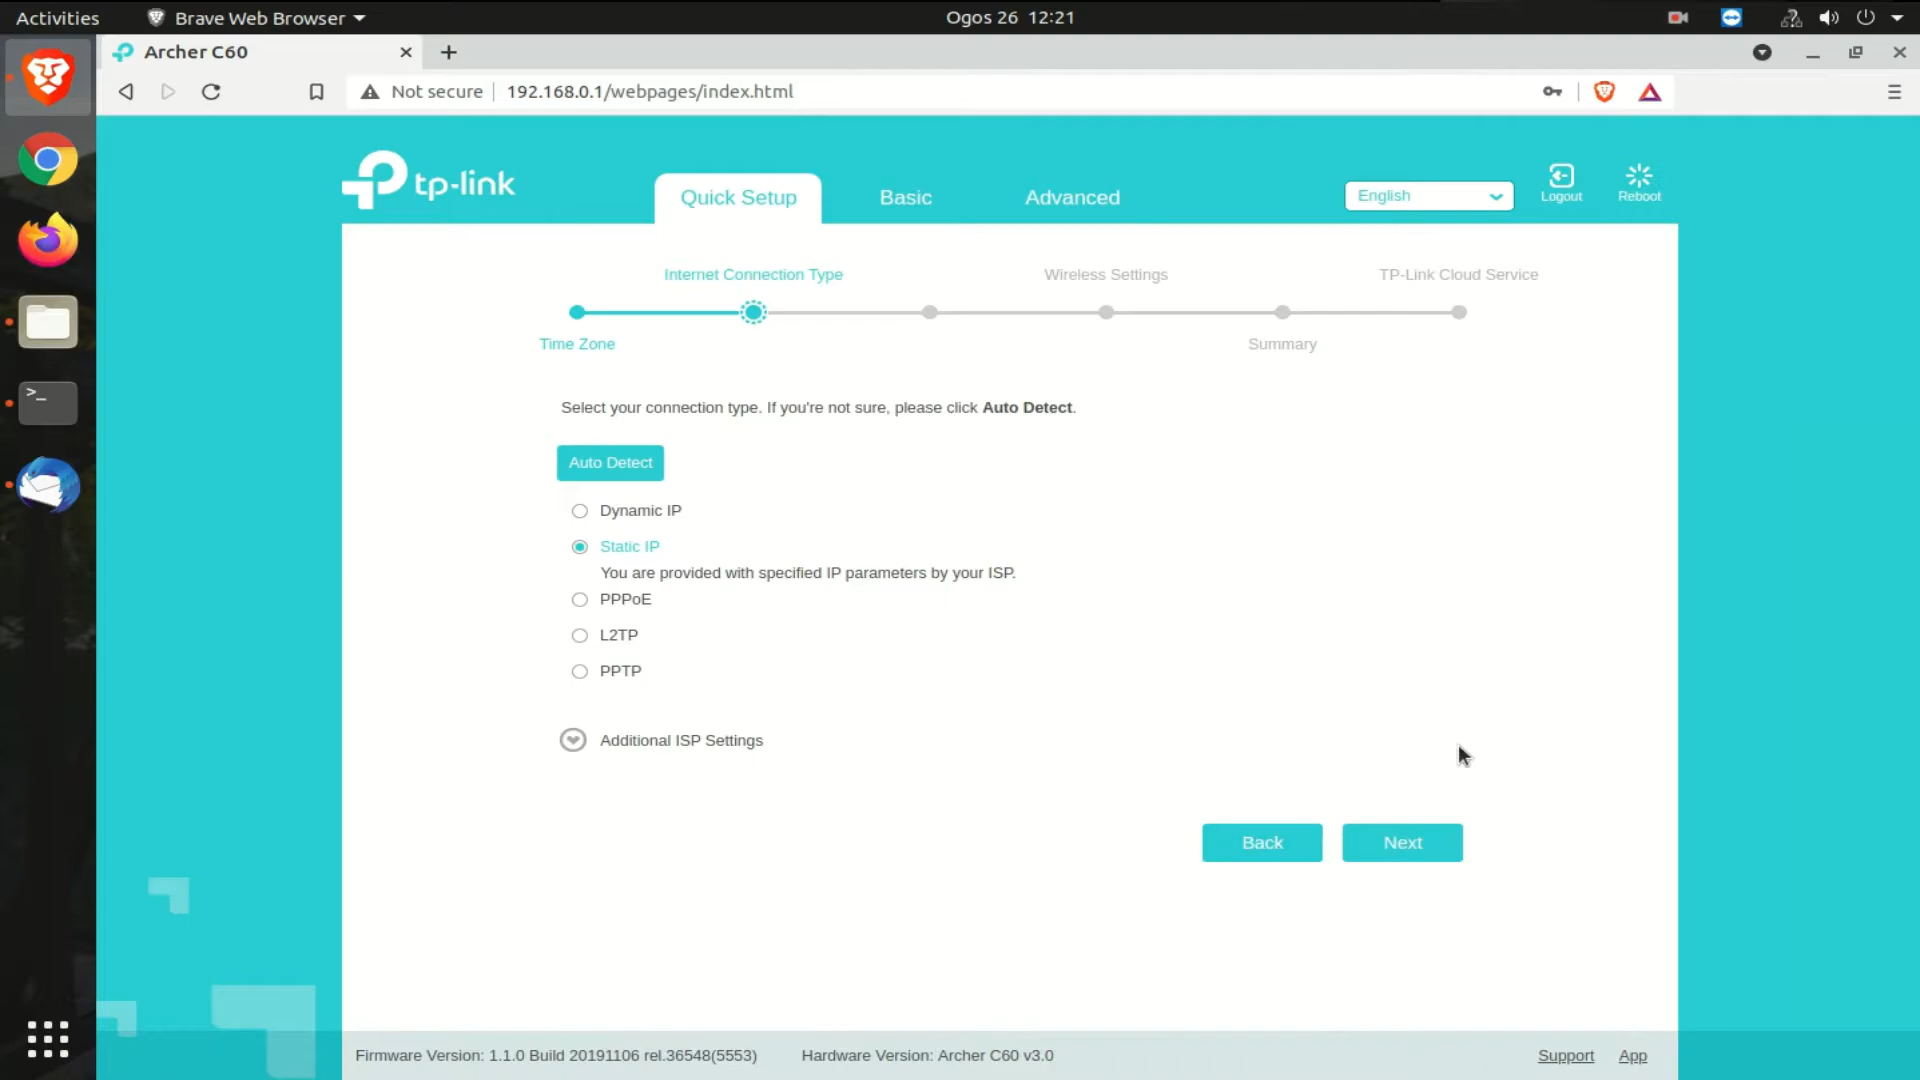 Activities
Brave Web Browser
Ogos 26 12:21
Archer C60
Not secure
192.168.0.1/webpages/index.html
tp-link
Quick Setup
Basic
Advanced
English
Logout
Reboot
Internet Connection Type
Wireless Settings
TP-Link Cloud Service
Time Zone
Summary
Select your connection type. If you're not sure, please click Auto Detect.
Auto Detect
Dynamic IP
Static IP
You are provided with specified IP parameters by your ISP.
PPPoE
L2TP
PPTP
Additional ISP Settings
Back
Next
Firmware Version: 1.1.0 Build 20191106 rel.36548(5553)
Hardware Version: Archer C60 v3.0
Support
App